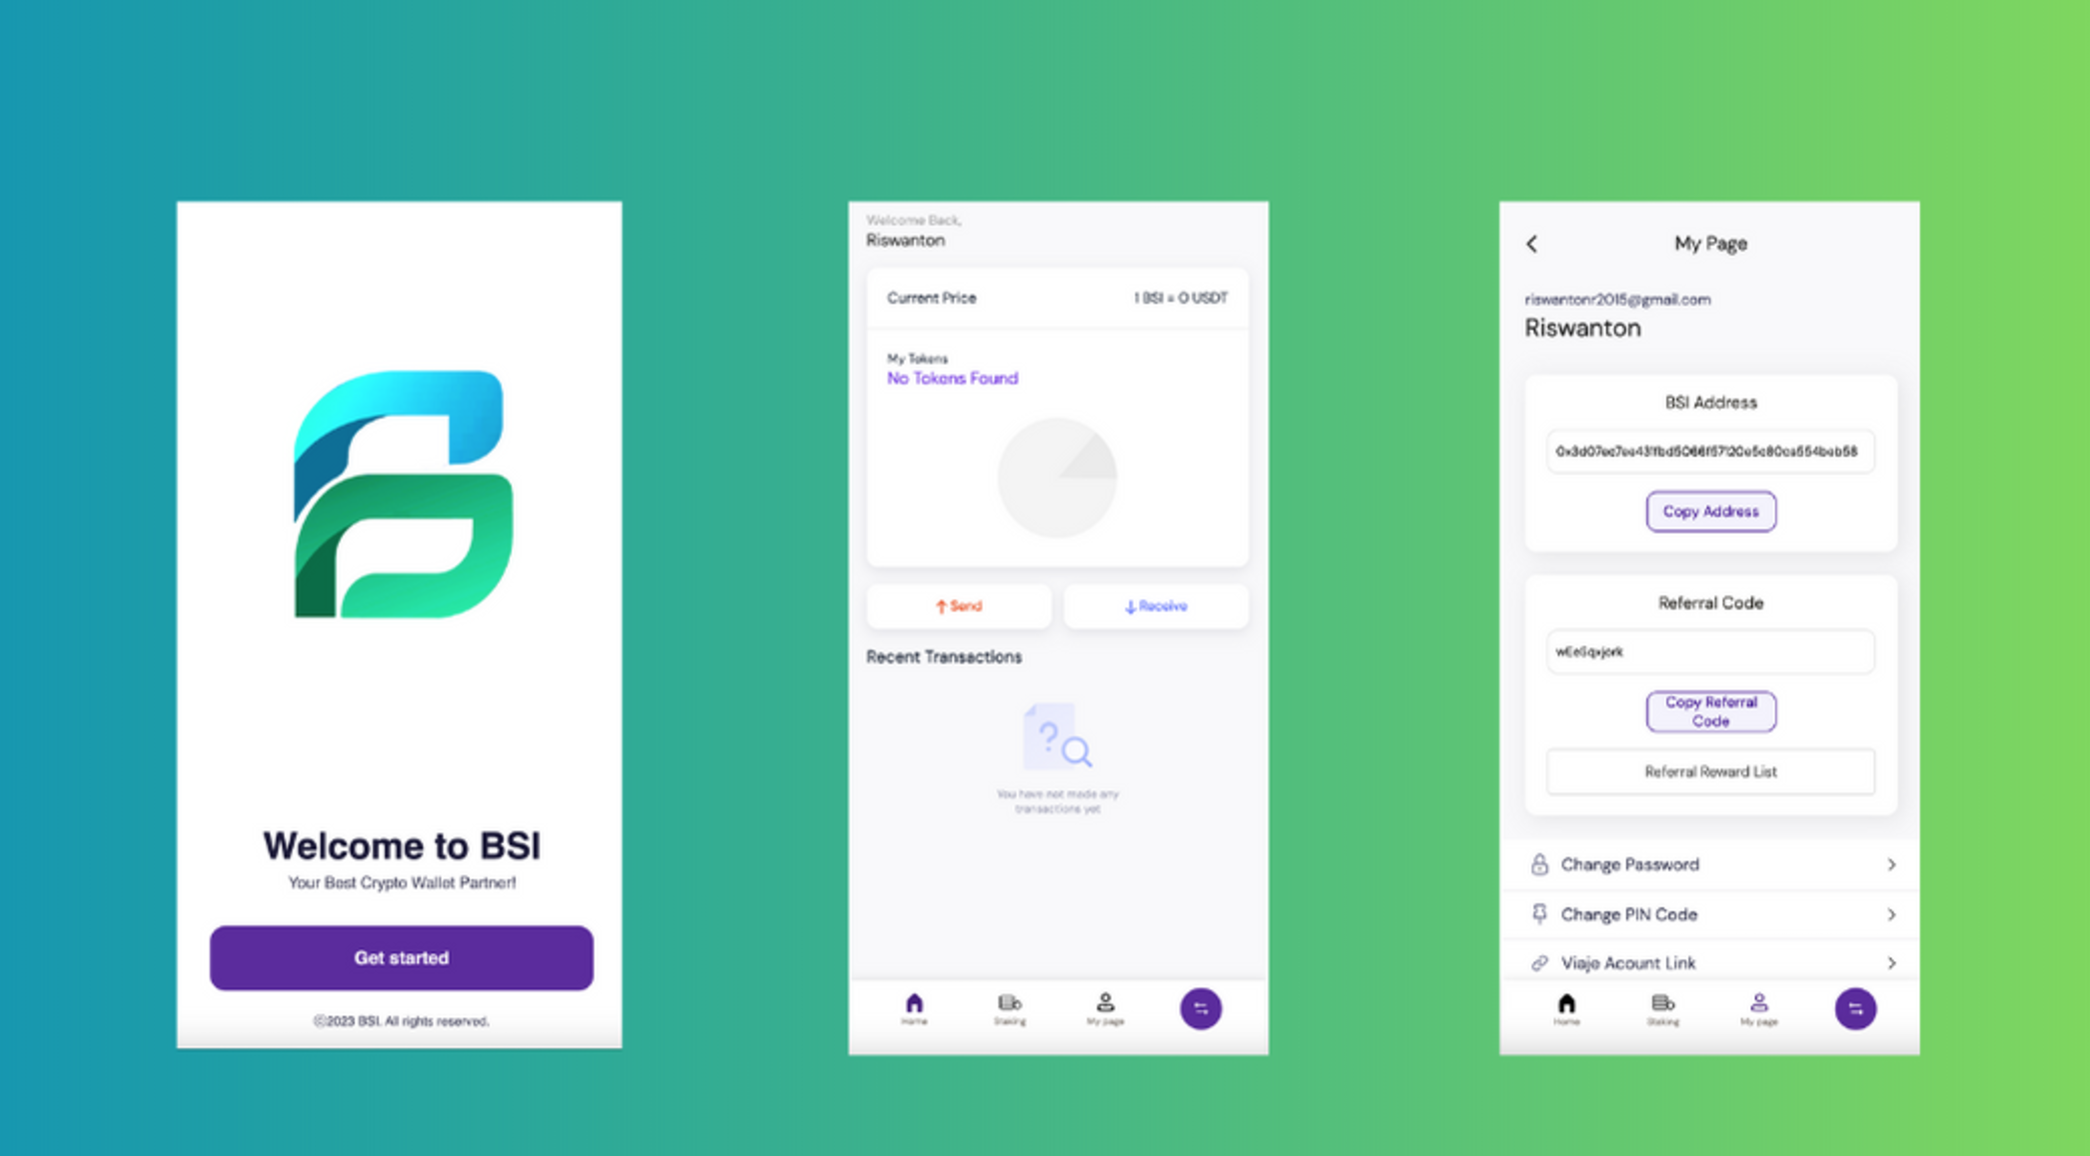 Welcome to BSI
Your Best Crypto Wallet Partner!
Get started
©2023 BSI. All rights reserved.
Welcome Back,
Riswanton
Current Price
1 BSI = 0 USDT
My Tokens
No Tokens Found
Send
Receive
Recent Transactions
?
You have not made any
transactions yet
Home
Staking
My page
My Page
riswantonr2015@gmail.com
Riswanton
BSI Address
Copy Address
Referral Code
Copy Referral
Code
Referral Reward List
Change Password
Change PIN Code
Viaje Acount Link
Home
Staking
My page